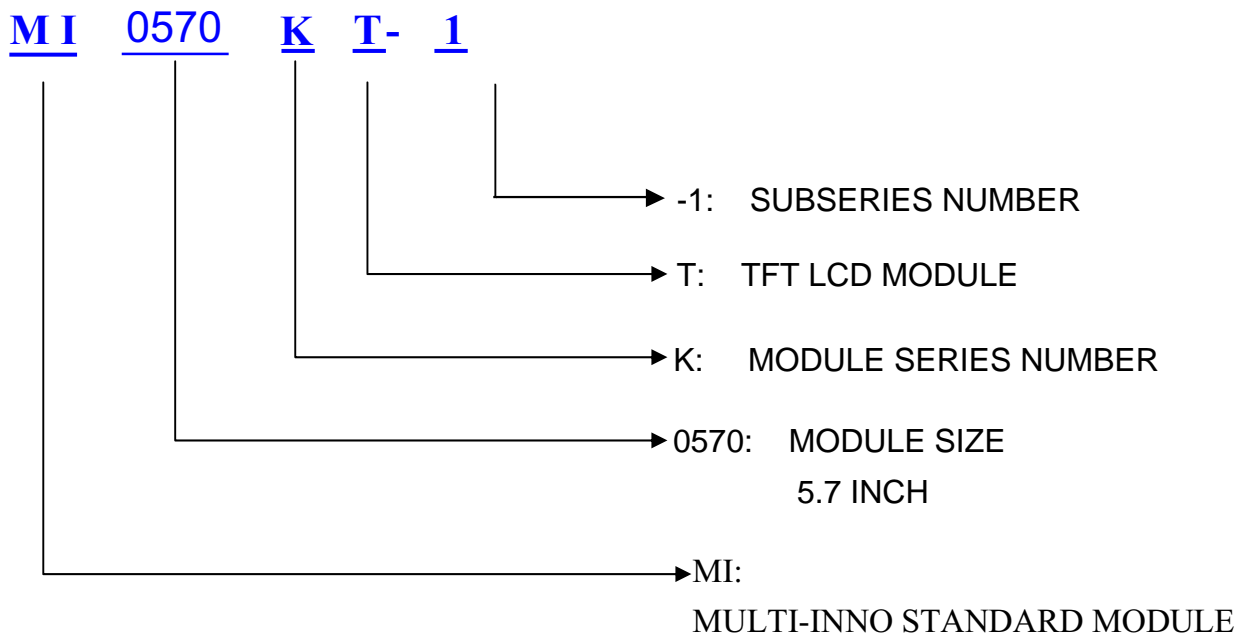 MI 0570 K T- 1
-1: SUBSERIES NUMBER
T: TFT LCD MODULE
K: MODULE SERIES NUMBER
0570: MODULE SIZE
5.7 INCH
MI:
MULTI-INNO STANDARD MODULE